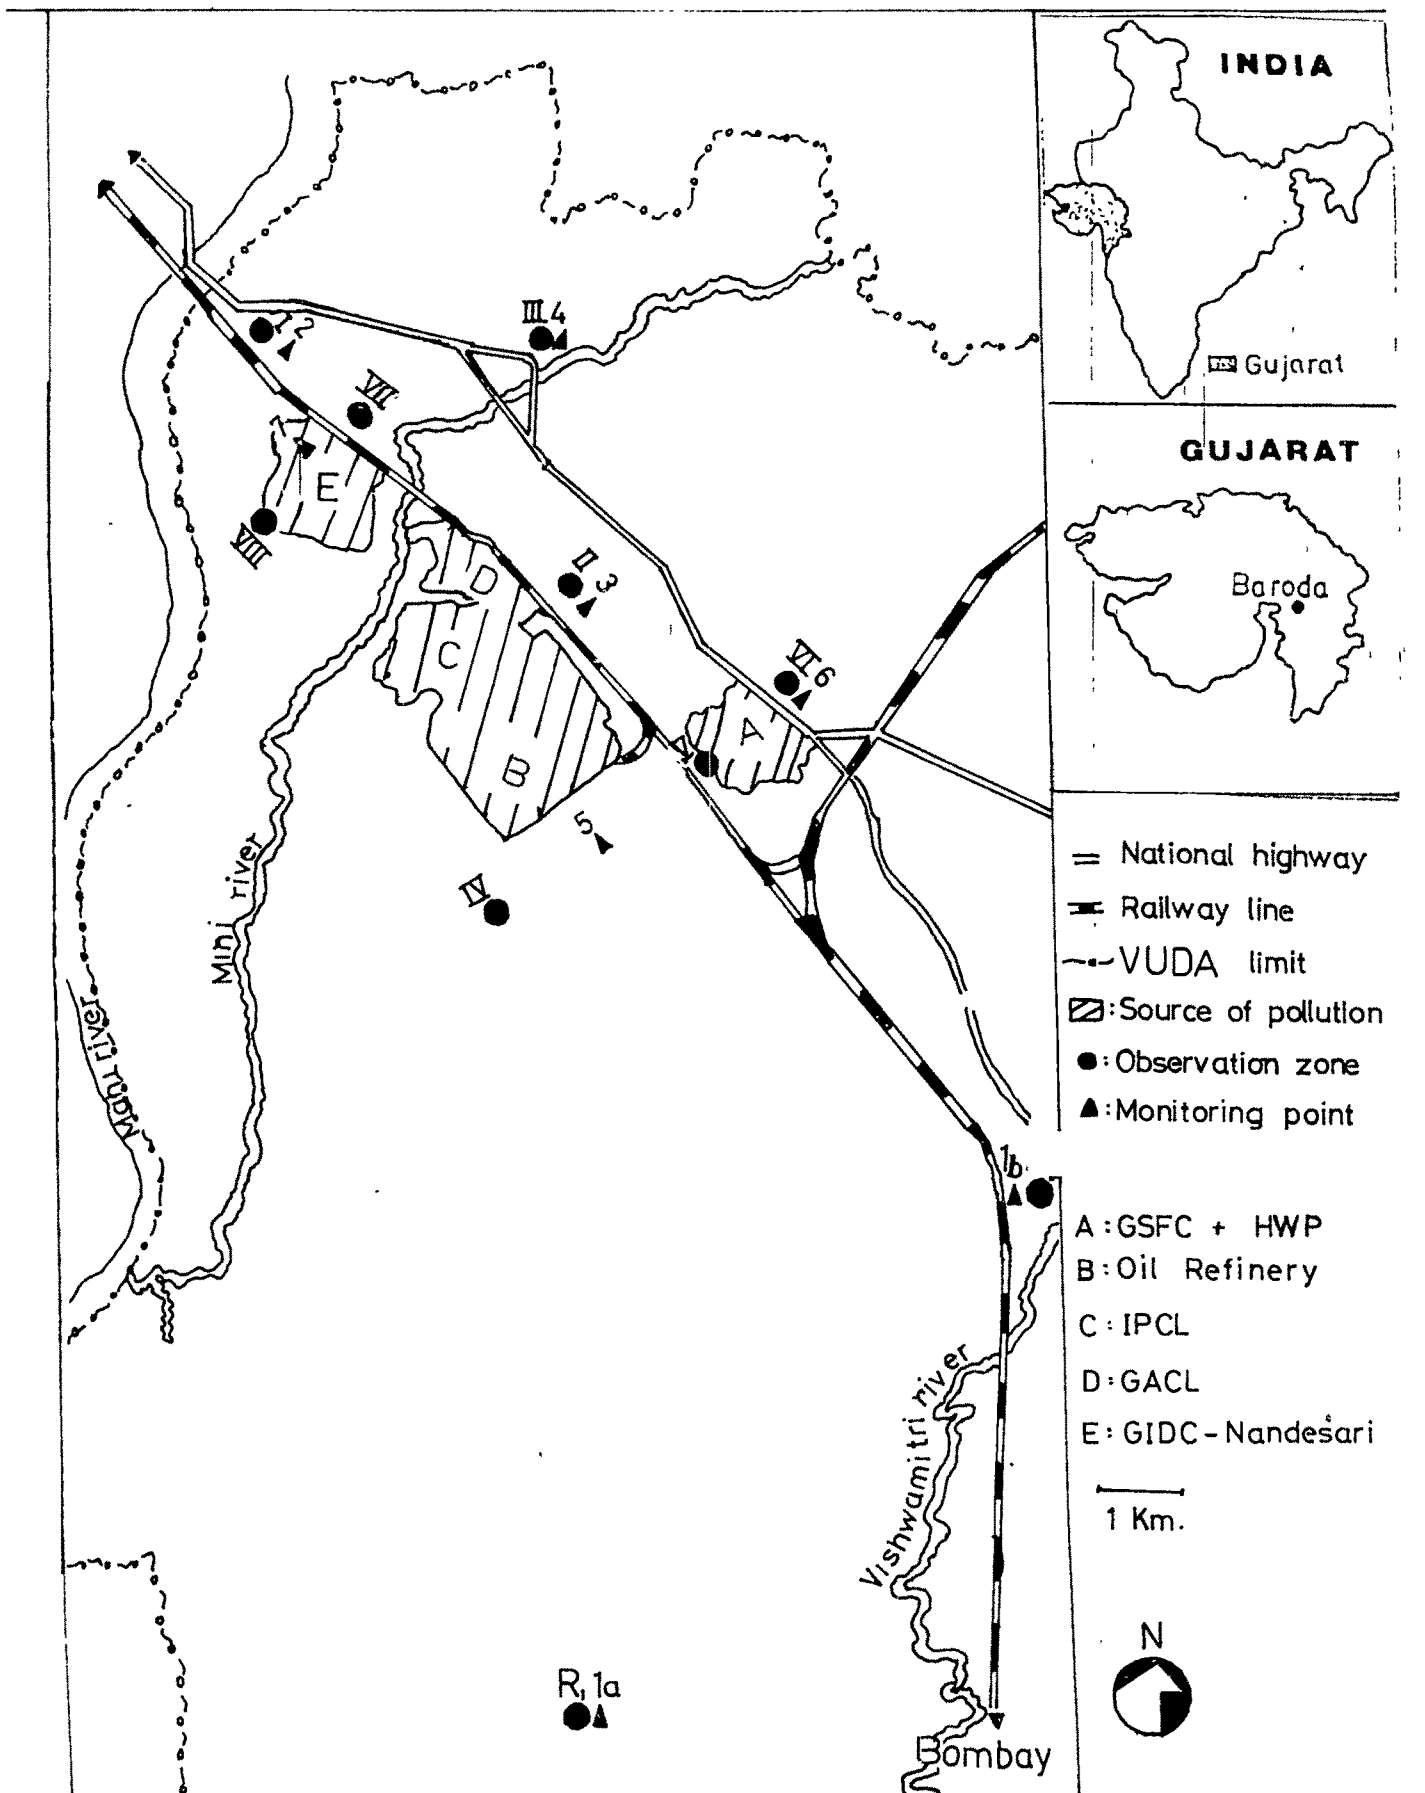 INDIA
Gujarat
GUJARAT
Baroda
I 2
III 4
VII
E
VIII
D
II 3
C
VI 6
A
V
B
5
IV
Mini river
Mahi river
1b
Vishwamitri river
R, 1a
Bombay
National highway
Railway line
VUDA limit
: Source of pollution
: Observation zone
: Monitoring point
A : GSFC + HWP
B : Oil Refinery
C : IPCL
D : GACL
E : GIDC - Nandesari
1 Km.
N